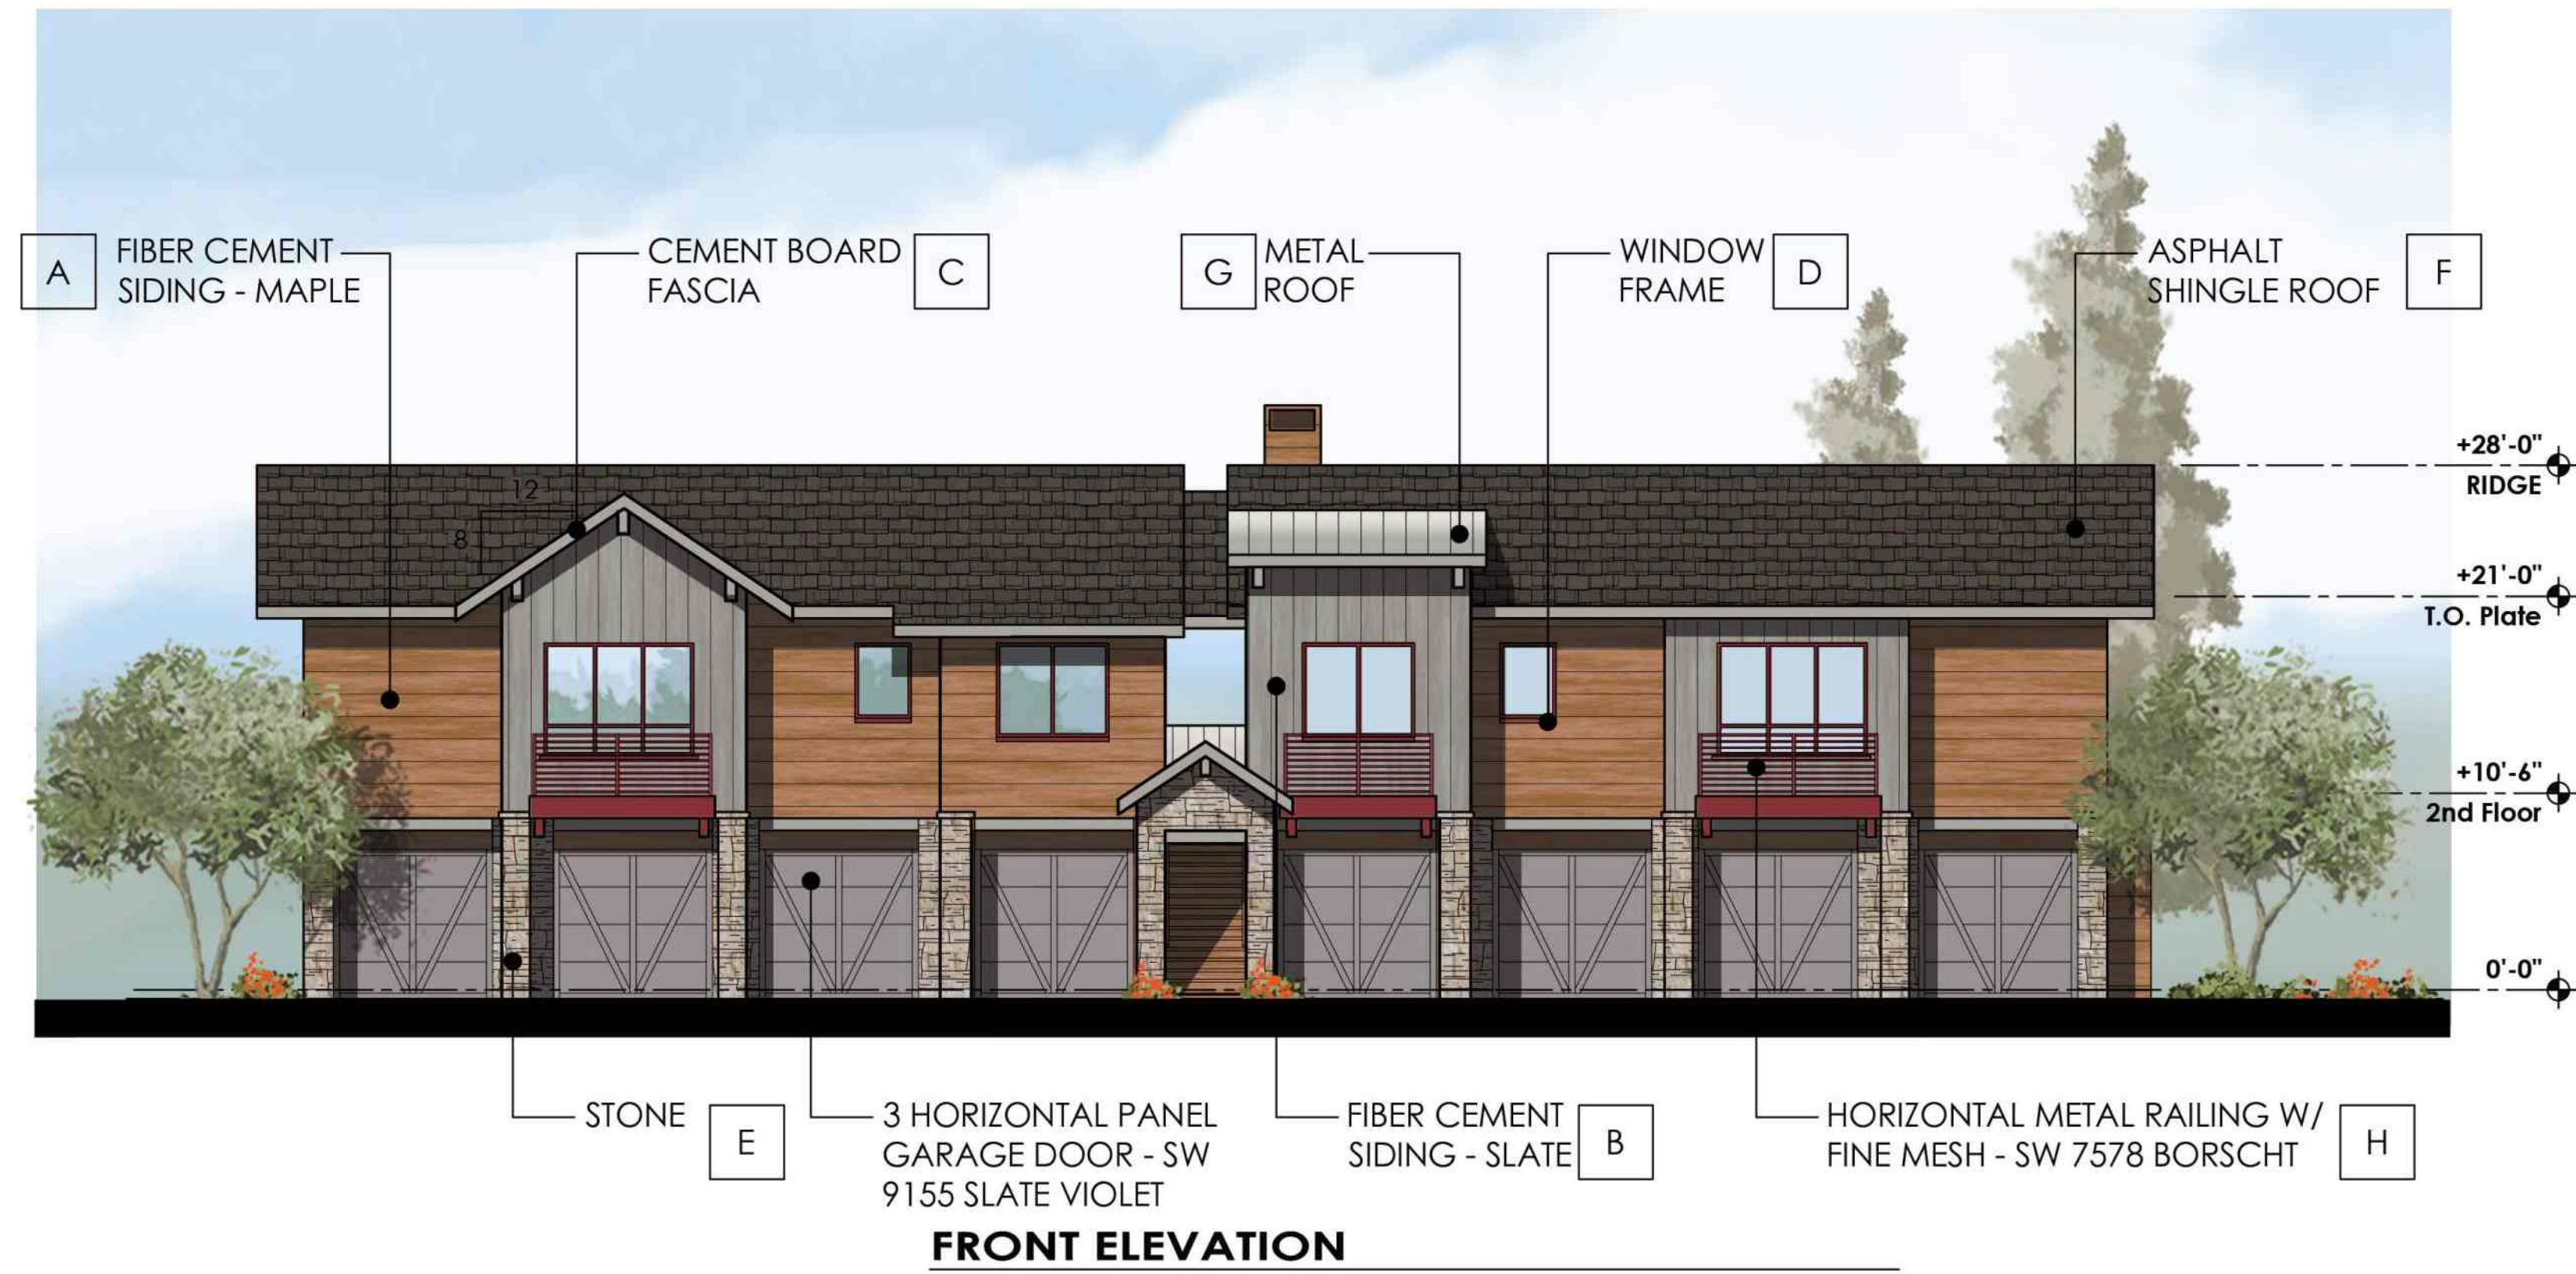 A
FIBER CEMENT
SIDING - MAPLE
CEMENT BOARD
FASCIA
C
G
METAL
ROOF
WINDOW
FRAME
D
ASPHALT
SHINGLE ROOF
F
12
8
+28'-0"
RIDGE
+21'-0"
T.O. Plate
+10'-6"
2nd Floor
0'-0"
STONE
E
3 HORIZONTAL PANEL
GARAGE DOOR - SW
9155 SLATE VIOLET
FIBER CEMENT
SIDING - SLATE
B
HORIZONTAL METAL RAILING W/
FINE MESH - SW 7578 BORSCHT
H
FRONT ELEVATION